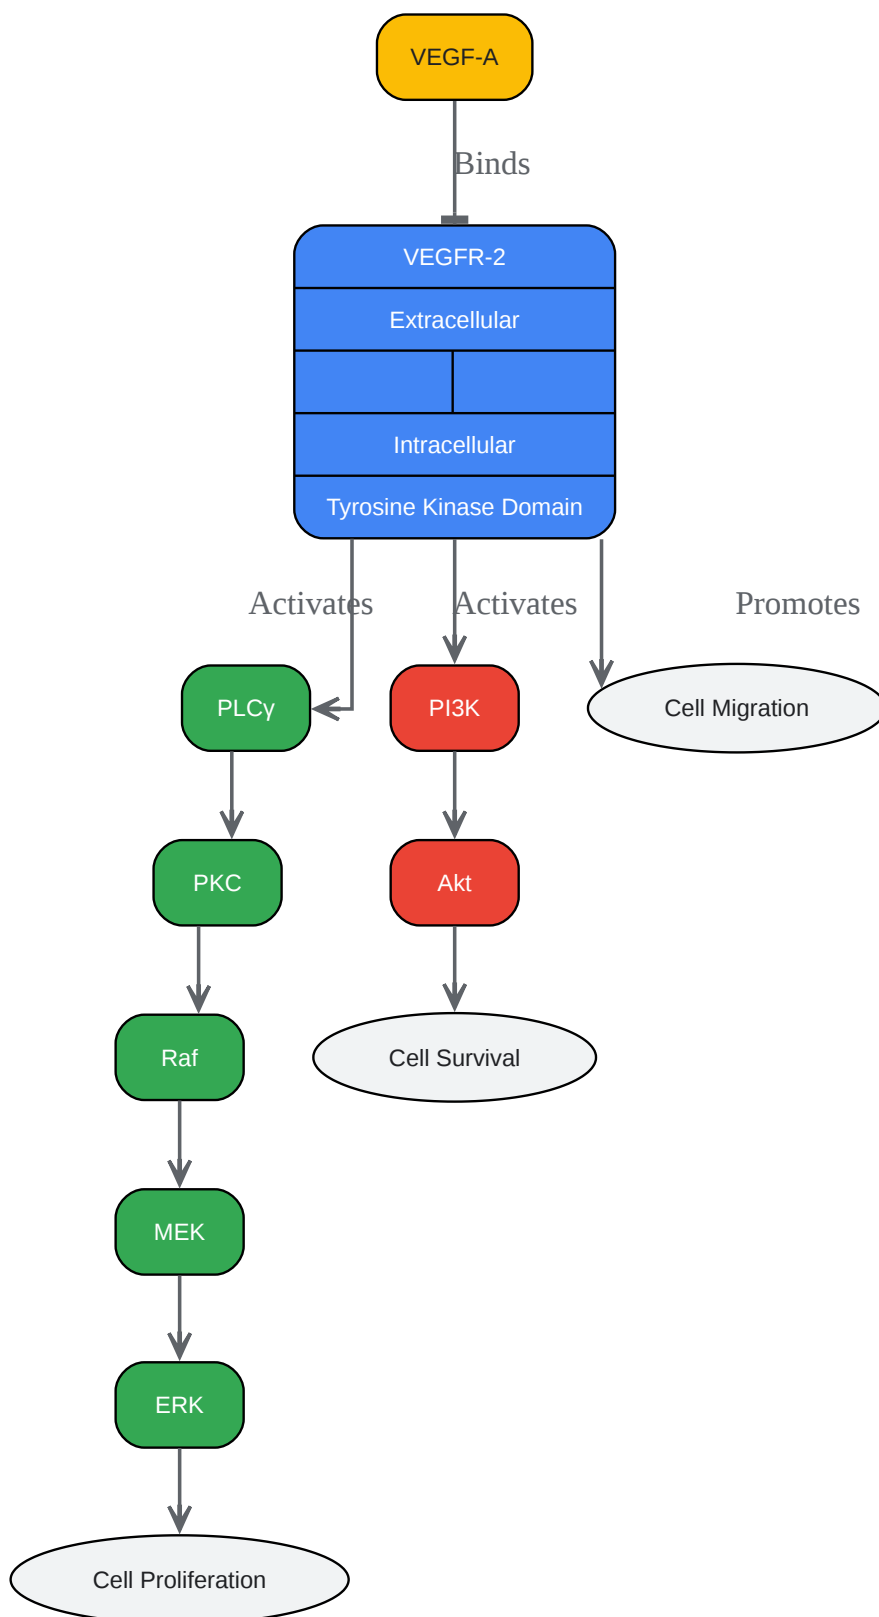 VEGF-A
Binds
VEGFR-2
Extracellular
Intracellular
Tyrosine Kinase Domain
Activates
Activates
Promotes
PLCγ
PI3K
Cell Migration
PKC
Akt
Raf
Cell Survival
MEK
ERK
Cell Proliferation